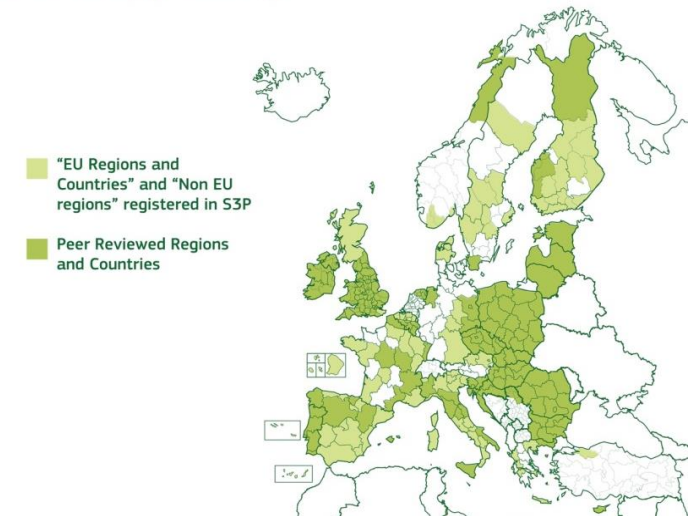 “EU Regions and
Countries” and “Non EU
regions” registered in S3P
Peer Reviewed Regions
and Countries